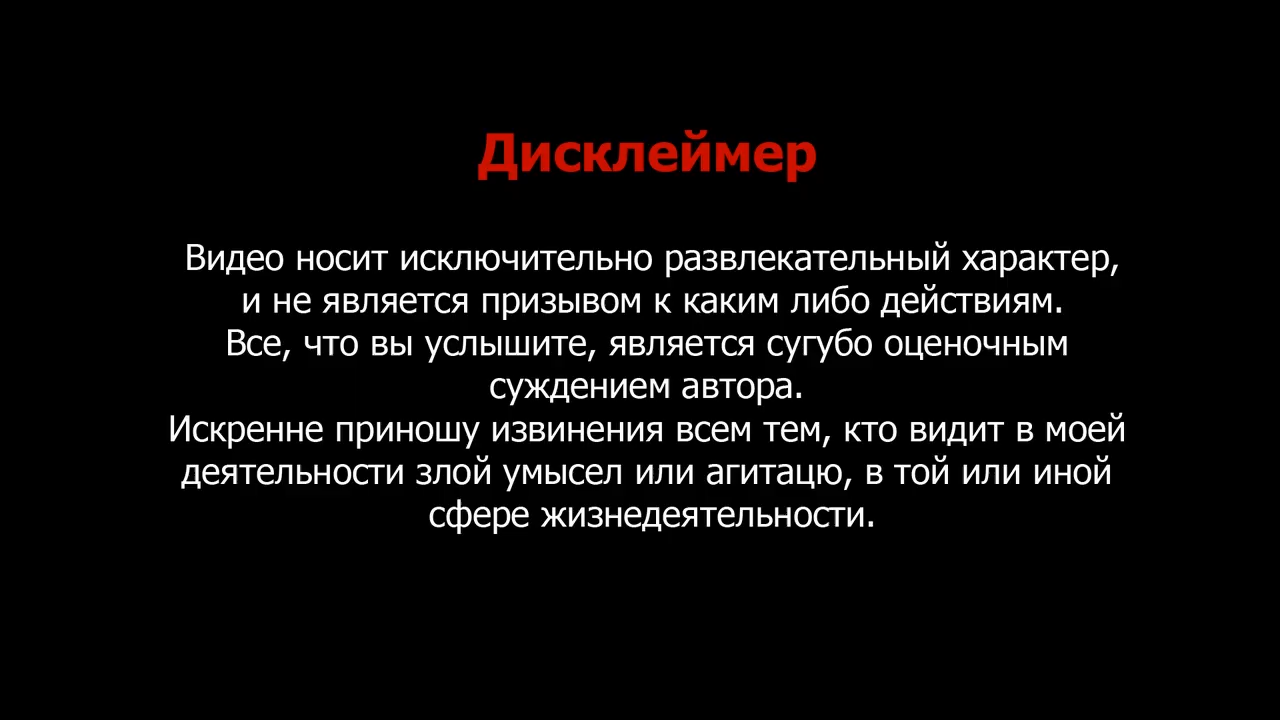 Дисклеймер
Видео носит исключительно развлекательный характер,
и не является призывом к каким либо действиям.
Все, что вы услышите, является сугубо оценочным
суждением автора.
Искренне приношу извинения всем тем, кто видит в моей
деятельности злой умысел или агитацю, в той или иной
сфере жизнедеятельности.